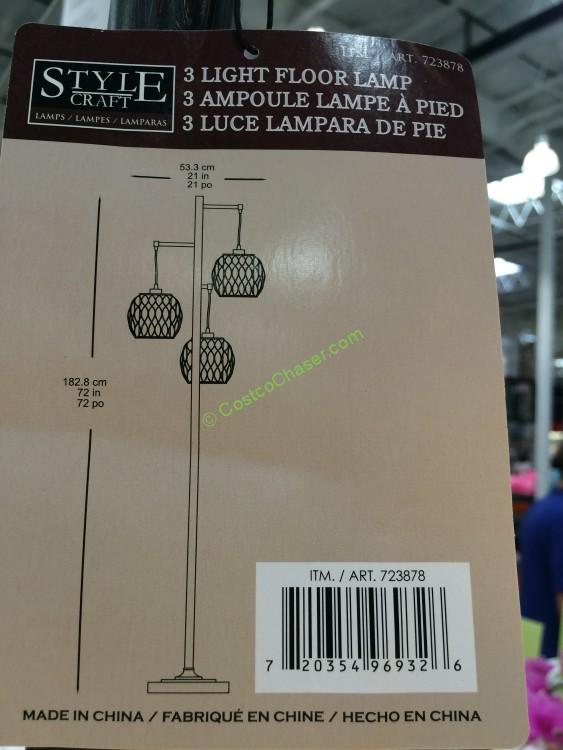 ITM. / ART. 723878
STYLE
CRAFT
LAMPS / LAMPES / LAMPARAS
3 LIGHT FLOOR LAMP
3 AMPOULE LAMPE À PIED
3 LUCE LAMPARA DE PIE
53.3 cm
21 in
21 po
182.8 cm
72 in
72 po
© CostcoChaser.com
ITM. / ART. 723878
7 20354 96932 6
MADE IN CHINA / FABRIQUÉ EN CHINE / HECHO EN CHINA